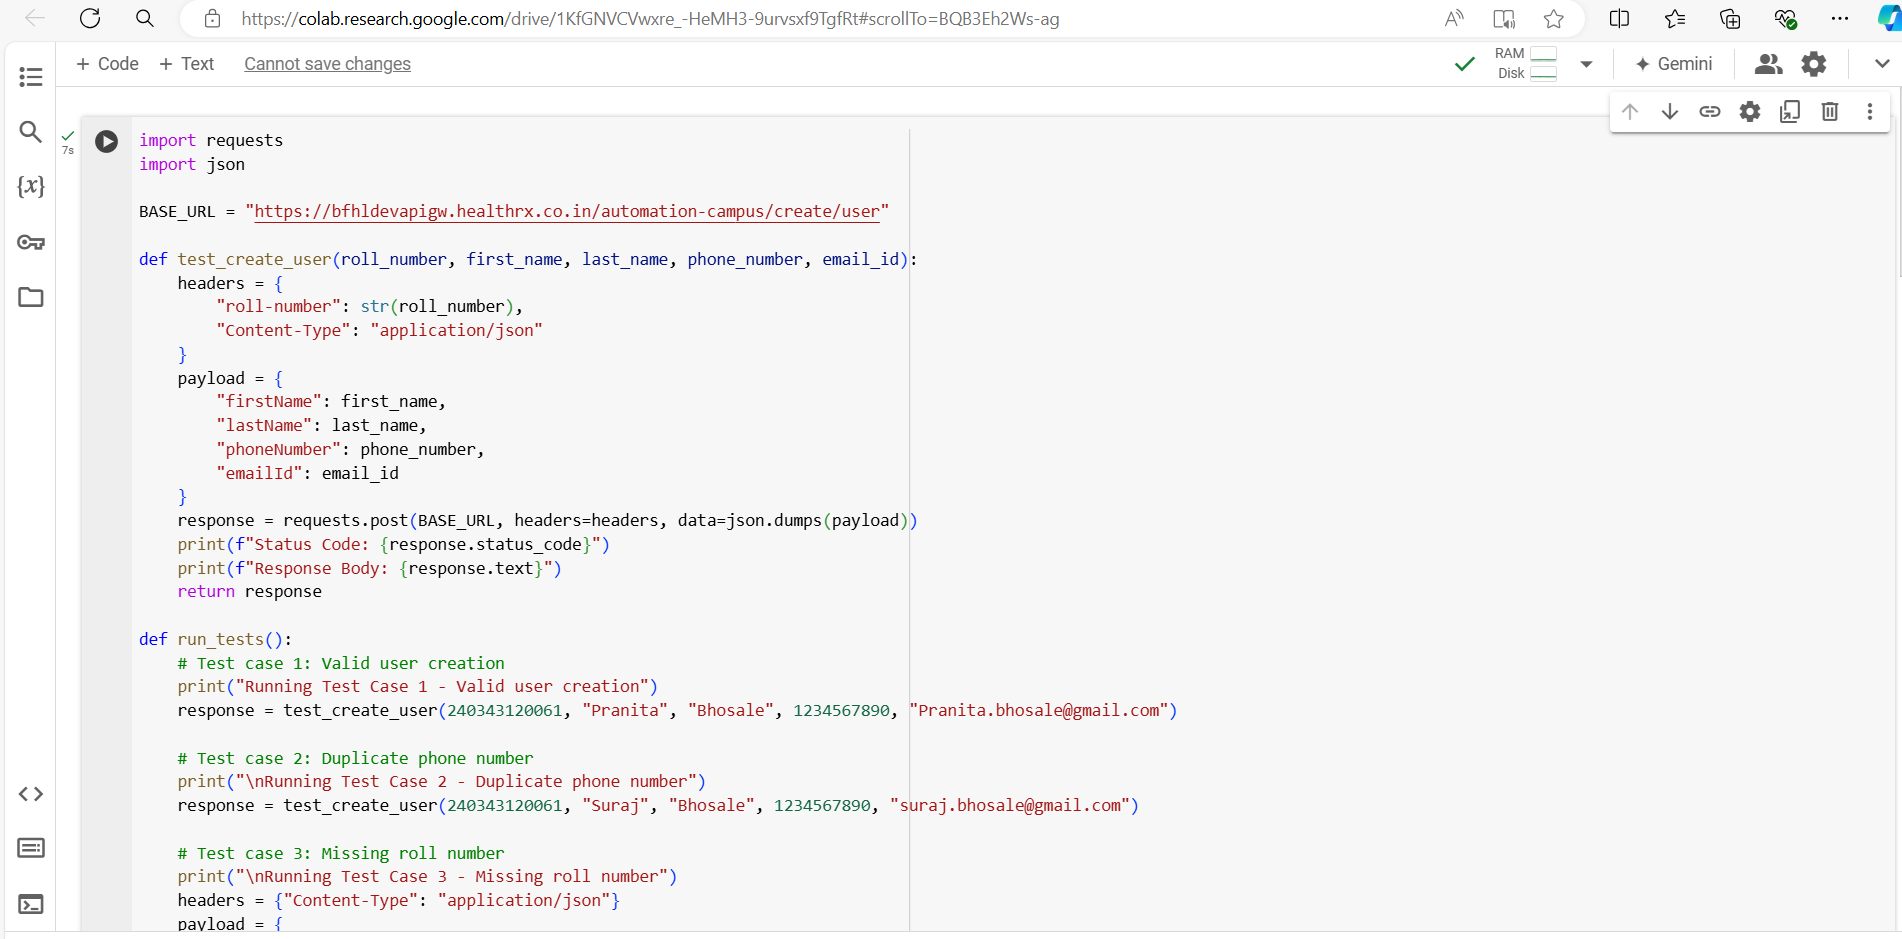 https://colab.research.google.com/drive/1KfGNVCVwxre_-HeMH3-9urvsxf9TgfRt#scrollTo=BQB3Eh2Ws-ag
+ Code + Text Cannot save changes
RAM
Disk
Gemini
7s
import requests
import json
BASE_URL = "https://bfhldevapigw.healthrx.co.in/automation-campus/create/user"
def test_create_user(roll_number, first_name, last_name, phone_number, email_id):
    headers = {
        "roll-number": str(roll_number),
        "Content-Type": "application/json"
    }
    payload = {
        "firstName": first_name,
        "lastName": last_name,
        "phoneNumber": phone_number,
        "emailId": email_id
    }
    response = requests.post(BASE_URL, headers=headers, data=json.dumps(payload))
    print(f"Status Code: {response.status_code}")
    print(f"Response Body: {response.text}")
    return response
def run_tests():
    # Test case 1: Valid user creation
    print("Running Test Case 1 - Valid user creation")
    response = test_create_user(240343120061, "Pranita", "Bhosale", 1234567890, "Pranita.bhosale@gmail.com")
    # Test case 2: Duplicate phone number
    print("\nRunning Test Case 2 - Duplicate phone number")
    response = test_create_user(240343120061, "Suraj", "Bhosale", 1234567890, "suraj.bhosale@gmail.com")
    # Test case 3: Missing roll number
    print("\nRunning Test Case 3 - Missing roll number")
    headers = {"Content-Type": "application/json"}
    payload = {